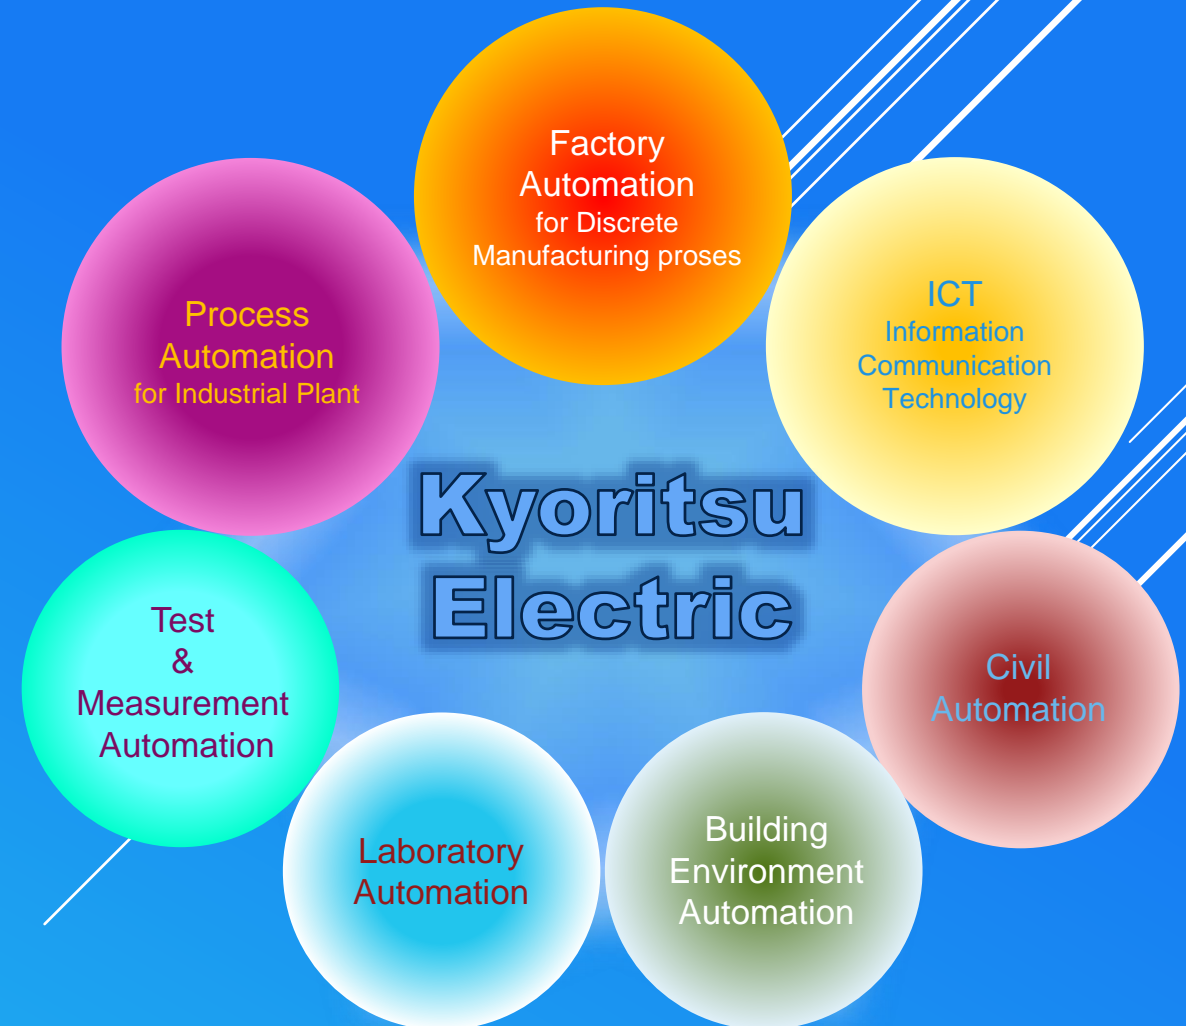 Factory
Automation
for Discrete
Manufacturing proses
Process
Automation
for Industrial Plant
ICT
Information
Communication
Technology
Kyoritsu
Electric
Test
&
Measurement
Automation
Civil
Automation
Laboratory
Automation
Building
Environment
Automation